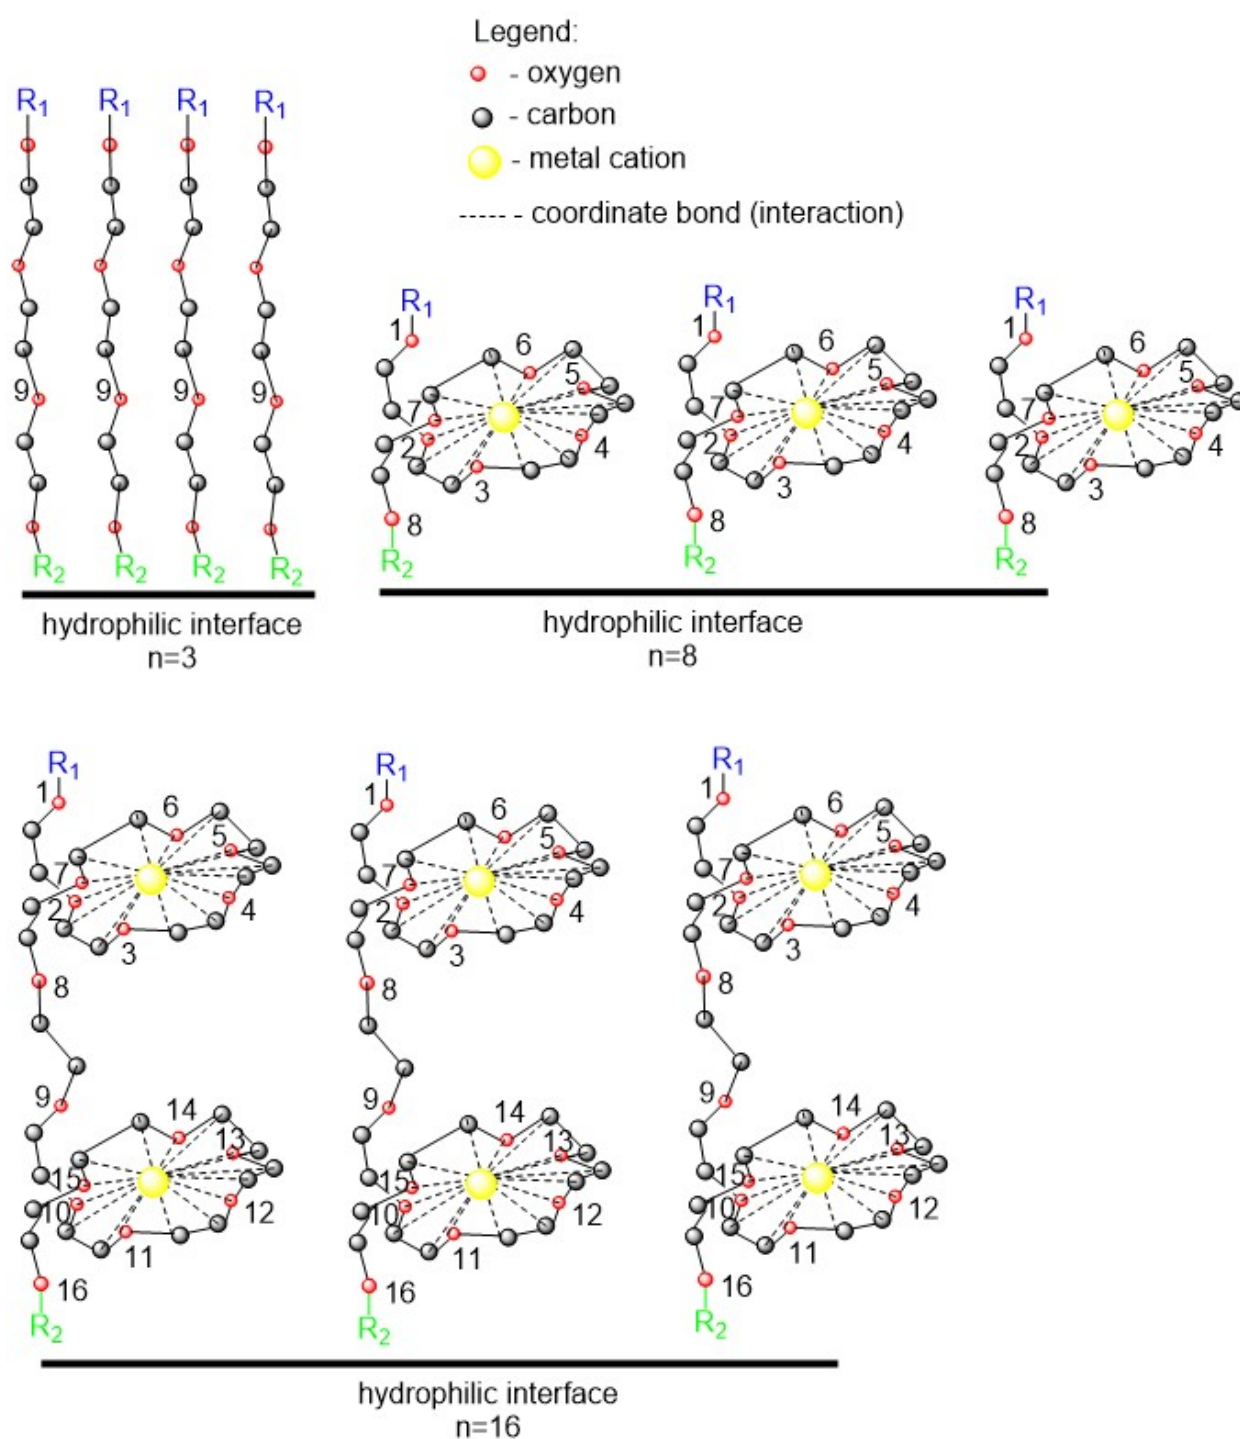 Legend:
- oxygen
- carbon
- metal cation
----- - coordinate bond (interaction)
R1 R1 R1 R1
9 9 9 9
R2 R2 R2 R2
hydrophilic interface
n=3
R1 R1 R1
1 6 1 6 1 6
5 5 5
7 7 7
2 4 2 4 2 4
3 3 3
8 8 8
R2 R2 R2
hydrophilic interface
n=8
R1 R1 R1
1 6 1 6 1 6
5 5 5
7 7 7
2 4 2 4 2 4
3 3 3
8 8 8
9 9 9
14 14 14
13 13 13
15 15 15
10 12 10 12 10 12
11 11 11
16 16 16
R2 R2 R2
hydrophilic interface
n=16